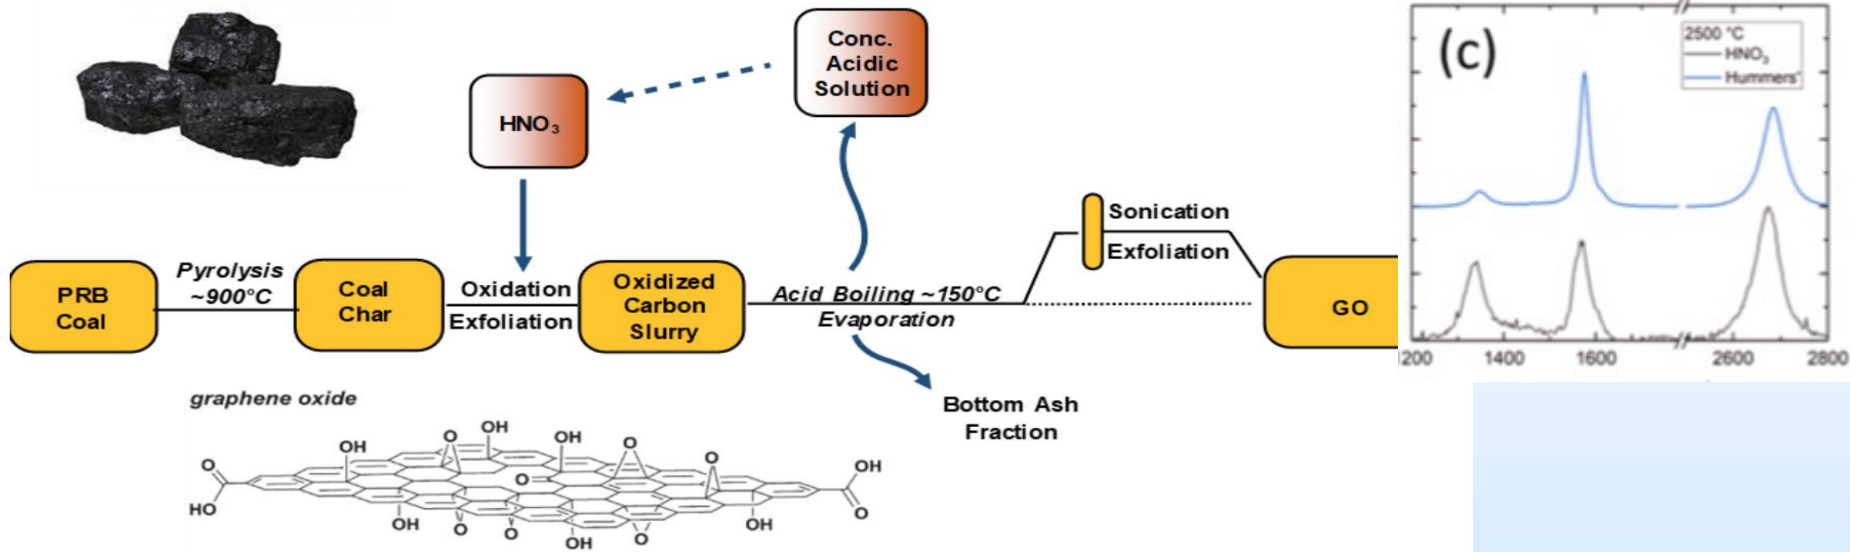 Conc.
Acidic
Solution
HNO₃
PRB
Coal
Pyrolysis
~900°C
Coal
Char
Oxidation
Exfoliation
Oxidized
Carbon
Slurry
Acid Boiling ~150°C
Evaporation
Sonication
Exfoliation
GO
Bottom Ash
Fraction
graphene oxide
O
HO
OH
O
OH
OH
O
O
O
OH
O
OH
O
O
OH
O
OH
(c)
2500 °C
HNO₃
Hummers'
200 1400 1600 2600 2800